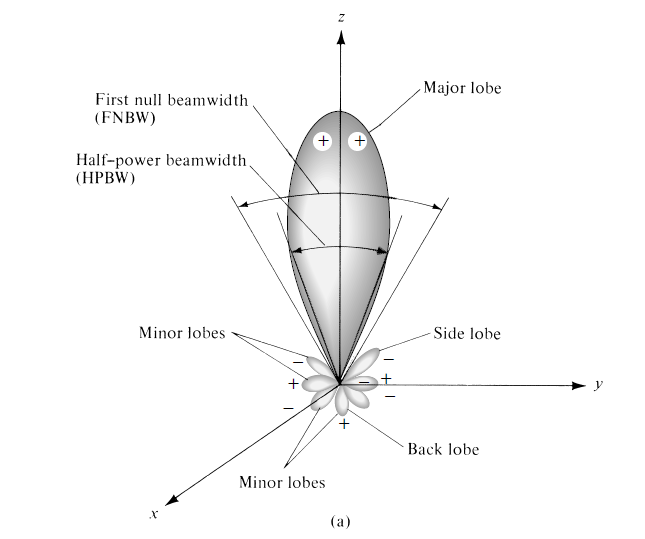 z
Major lobe
First null beamwidth
(FNBW)
+ +
Half-power beamwidth
(HPBW)
Minor lobes
Side lobe
− −
+ − +
y
− −
+
Back lobe
Minor lobes
x
(a)